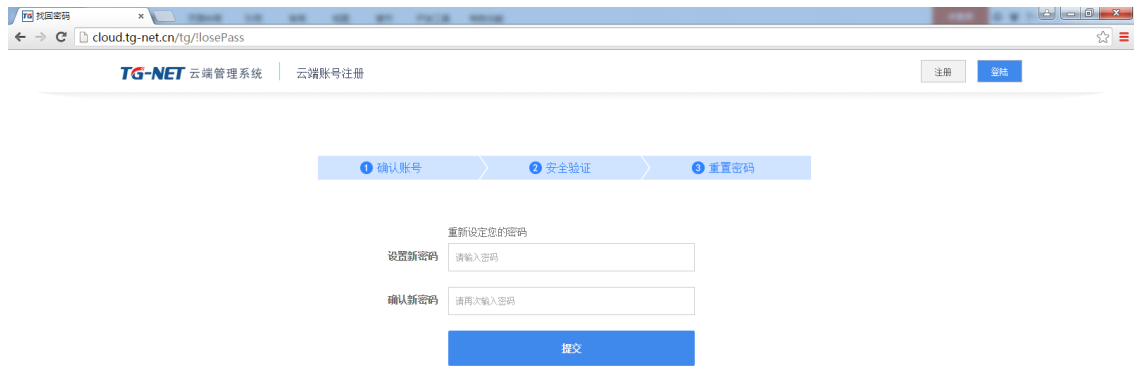 找回密码
cloud.tg-net.cn/tg/!losePass
TG-NET 云端管理系统 云端账号注册 注册 登陆
1 确认账号 2 安全验证 3 重置密码
重新设定您的密码
设置新密码 请输入密码
确认新密码 请再次输入密码
提交